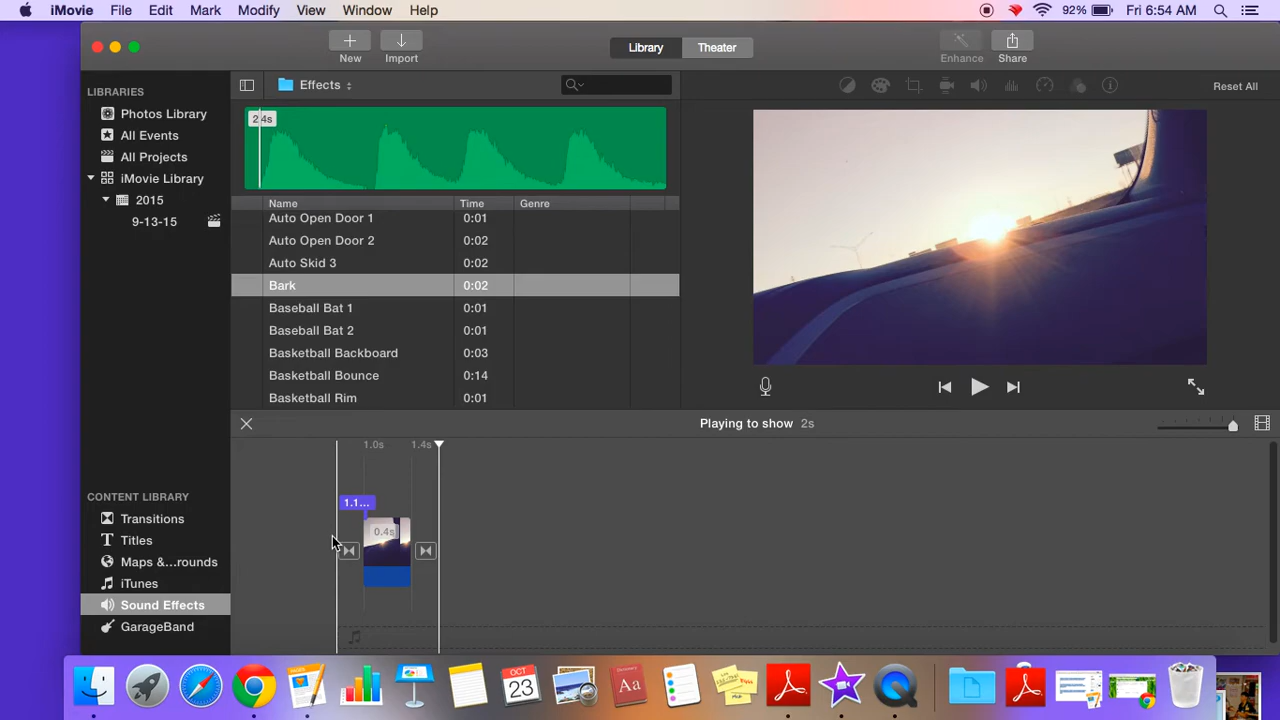 iMovie File Edit Mark Modify View Window Help 92% Fri 6:54 AM
New Import Library Theater Enhance Share
LIBRARIES
Photos Library
All Events
All Projects
iMovie Library
2015
9-13-15
Effects
Reset All
2.4s
Name Time Genre
Auto Open Door 1 0:01
Auto Open Door 2 0:02
Auto Skid 3 0:02
Bark 0:02
Baseball Bat 1 0:01
Baseball Bat 2 0:01
Basketball Backboard 0:03
Basketball Bounce 0:14
Basketball Rim 0:01
Playing to show 2s
1.0s 1.4s
1.1...
0.4s
CONTENT LIBRARY
Transitions
Titles
Maps &...rounds
iTunes
Sound Effects
GarageBand
OCT
23
Aa